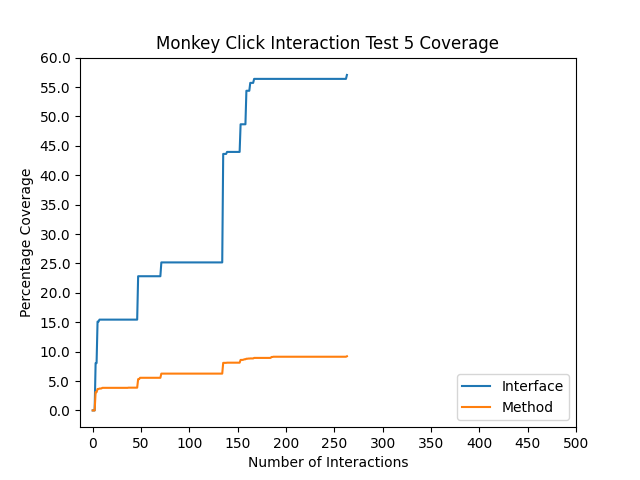 Monkey Click Interaction Test 5 Coverage
60.0
55.0
50.0
45.0
40.0
35.0
30.0
25.0
20.0
15.0
10.0
5.0
0.0
Percentage Coverage
Interface
Method
0 50 100 150 200 250 300 350 400 450 500
Number of Interactions